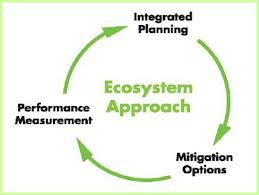 Integrated
Planning
Ecosystem
Approach
Performance
Measurement
Mitigation
Options